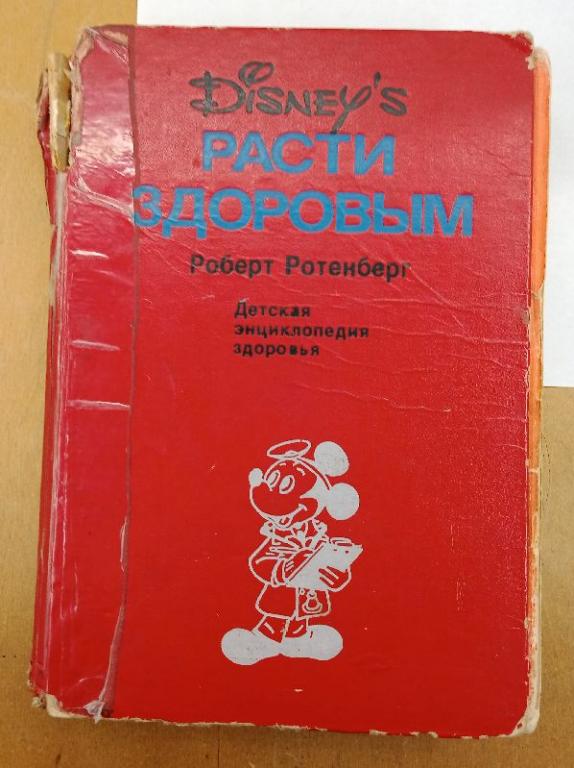 Disney's
РАСТИ
ЗДОРОВЫМ
Роберт Ротенберг
Детская
энциклопедия
здоровья